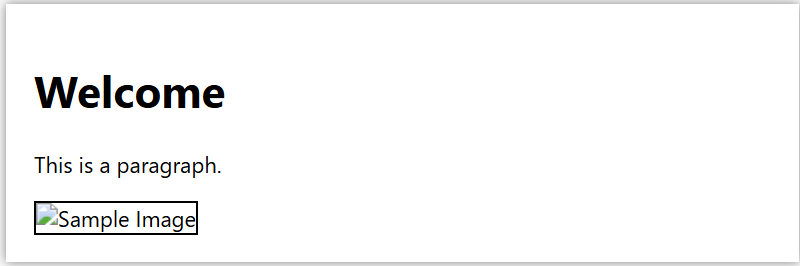 Welcome
This is a paragraph.
Sample Image